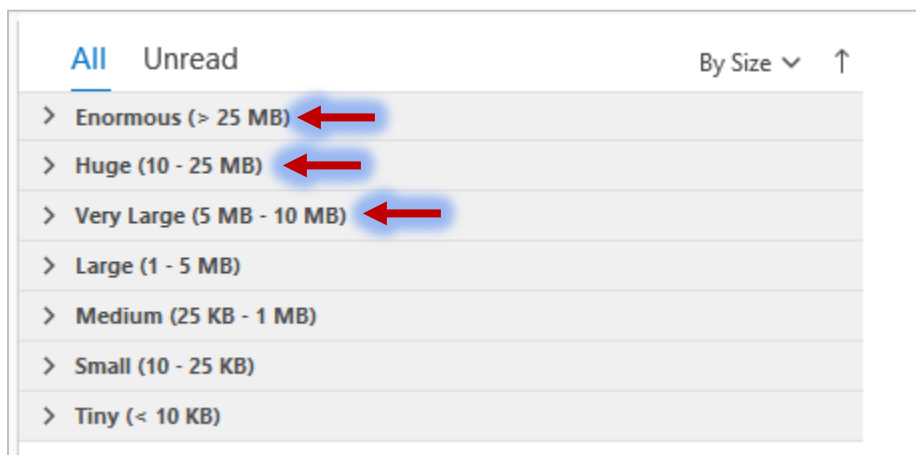 All Unread By Size
Enormous (> 25 MB)
Huge (10 - 25 MB)
Very Large (5 MB - 10 MB)
Large (1 - 5 MB)
Medium (25 KB - 1 MB)
Small (10 - 25 KB)
Tiny (< 10 KB)